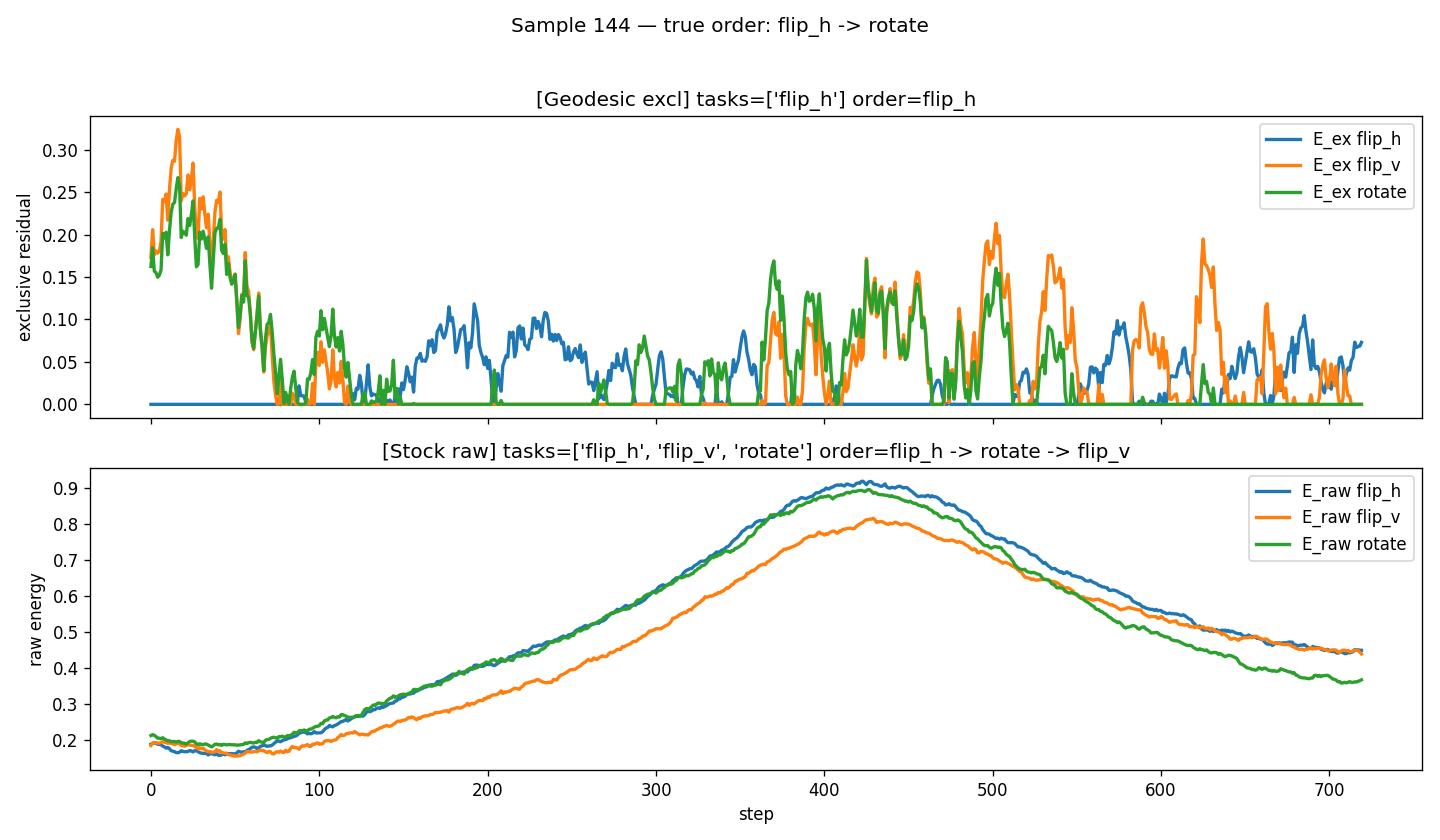 Sample 144 — true order: flip_h -> rotate
[Geodesic excl] tasks=['flip_h'] order=flip_h
exclusive residual
0.30
0.25
0.20
0.15
0.10
0.05
0.00
E_ex flip_h
E_ex flip_v
E_ex rotate
[Stock raw] tasks=['flip_h', 'flip_v', 'rotate'] order=flip_h -> rotate -> flip_v
raw energy
0.9
0.8
0.7
0.6
0.5
0.4
0.3
0.2
E_raw flip_h
E_raw flip_v
E_raw rotate
0 100 200 300 400 500 600 700
step